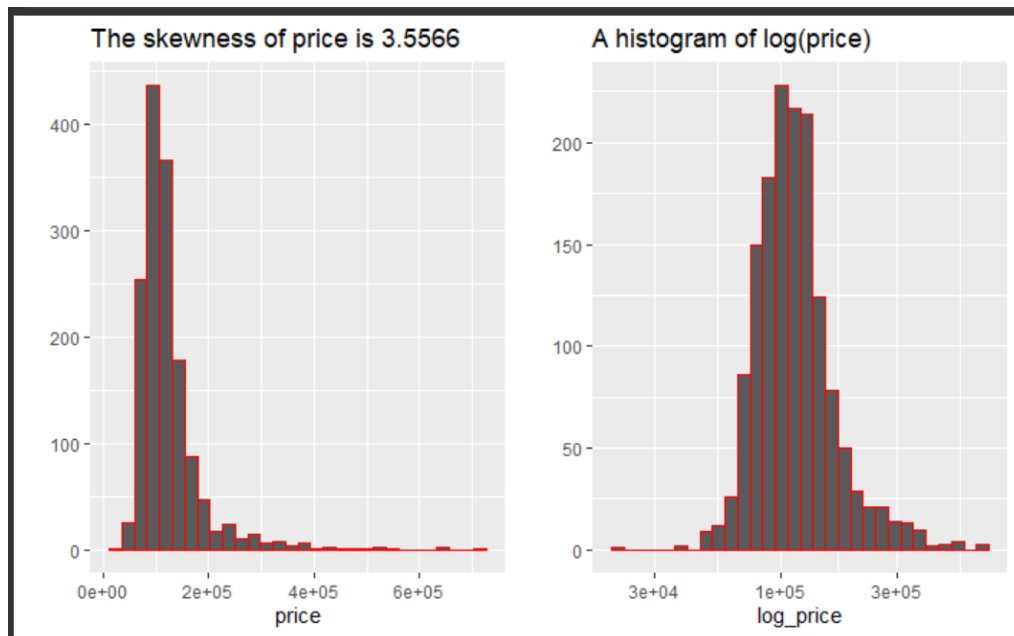 The skewness of price is 3.5566
400
300
200
100
0
0e+00 2e+05 4e+05 6e+05
price
A histogram of log(price)
200
150
100
50
0
3e+04 1e+05 3e+05
log_price